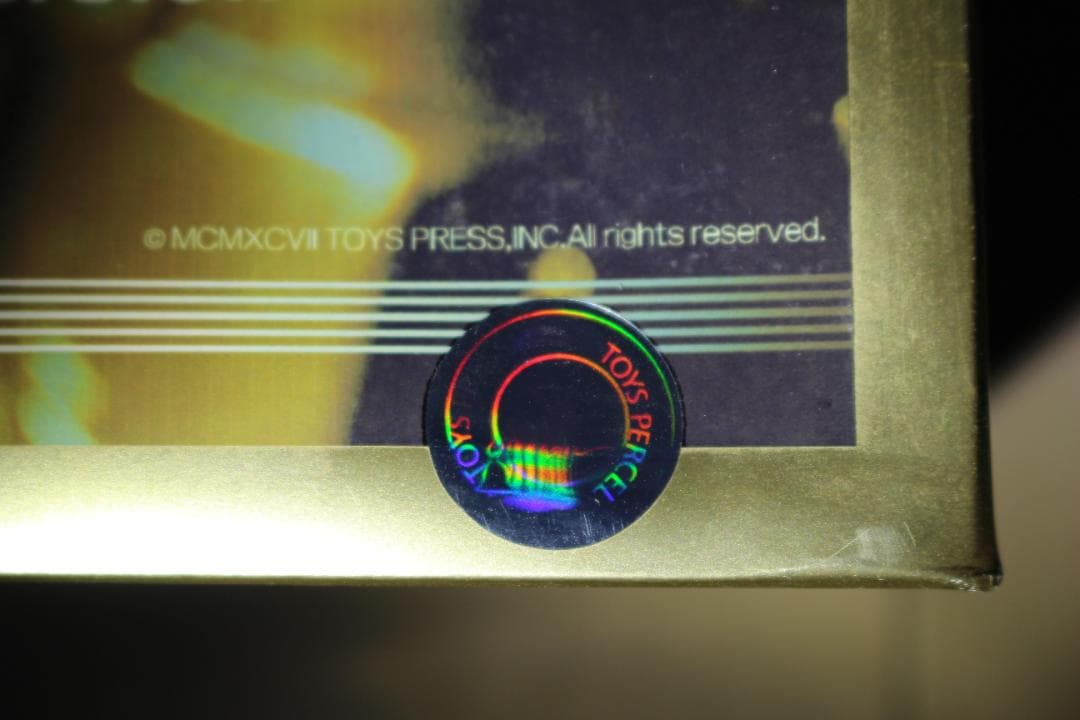 © MCMXCVII TOYS PRESS,INC.All rights reserved.
TOYS PERCEL
TOYS